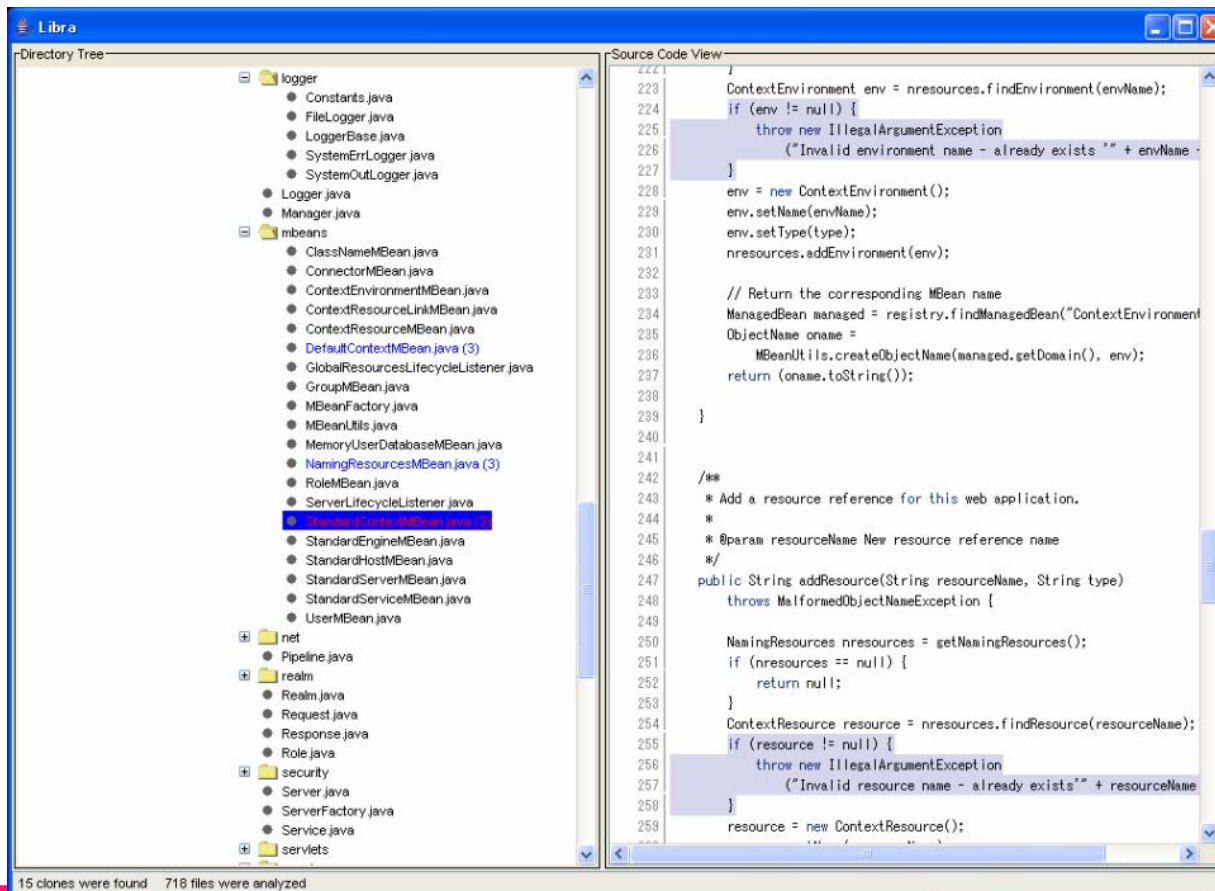 Libra
Directory Tree
logger
Constants.java
FileLogger.java
LoggerBase.java
SystemErrLogger.java
SystemOutLogger.java
Logger.java
Manager.java
mbeans
ClassNameMBean.java
ConnectorMBean.java
ContextEnvironmentMBean.java
ContextResourceLinkMBean.java
ContextResourceMBean.java
DefaultContextMBean.java (3)
GlobalResourcesLifecycleListener.java
GroupMBean.java
MBeanFactory.java
MBeanUtils.java
MemoryUserDatabaseMBean.java
NamingResourcesMBean.java (3)
RoleMBean.java
ServerLifecycleListener.java
StandardContextMBean.java (3)
StandardEngineMBean.java
StandardHostMBean.java
StandardServerMBean.java
StandardServiceMBean.java
UserMBean.java
net
Pipeline.java
realm
Realm.java
Request.java
Response.java
Role.java
security
Server.java
ServerFactory.java
Service.java
servlets
Source Code View
222 }
223 ContextEnvironment env = nresources.findEnvironment(envName);
224 if (env != null) {
225 throw new IllegalArgumentException
226 ("Invalid environment name - already exists '" + envName
227 }
228 env = new ContextEnvironment();
229 env.setName(envName);
230 env.setType(type);
231 nresources.addEnvironment(env);
232
233 // Return the corresponding MBean name
234 ManagedBean managed = registry.findManagedBean("ContextEnvironment
235 ObjectName oname =
236 MBeanUtils.createObjectName(managed.getDomain(), env);
237 return (oname.toString());
238
239 }
240
241
242 /**
243 * Add a resource reference for this web application.
244 *
245 * @param resourceName New resource reference name
246 */
247 public String addResource(String resourceName, String type)
248 throws MalformedObjectNameException {
249
250 NamingResources nresources = getNamingResources();
251 if (nresources == null) {
252 return null;
253 }
254 ContextResource resource = nresources.findResource(resourceName);
255 if (resource != null) {
256 throw new IllegalArgumentException
257 ("Invalid resource name - already exists'" + resourceName
258 }
259 resource = new ContextResource();
15 clones were found 718 files were analyzed